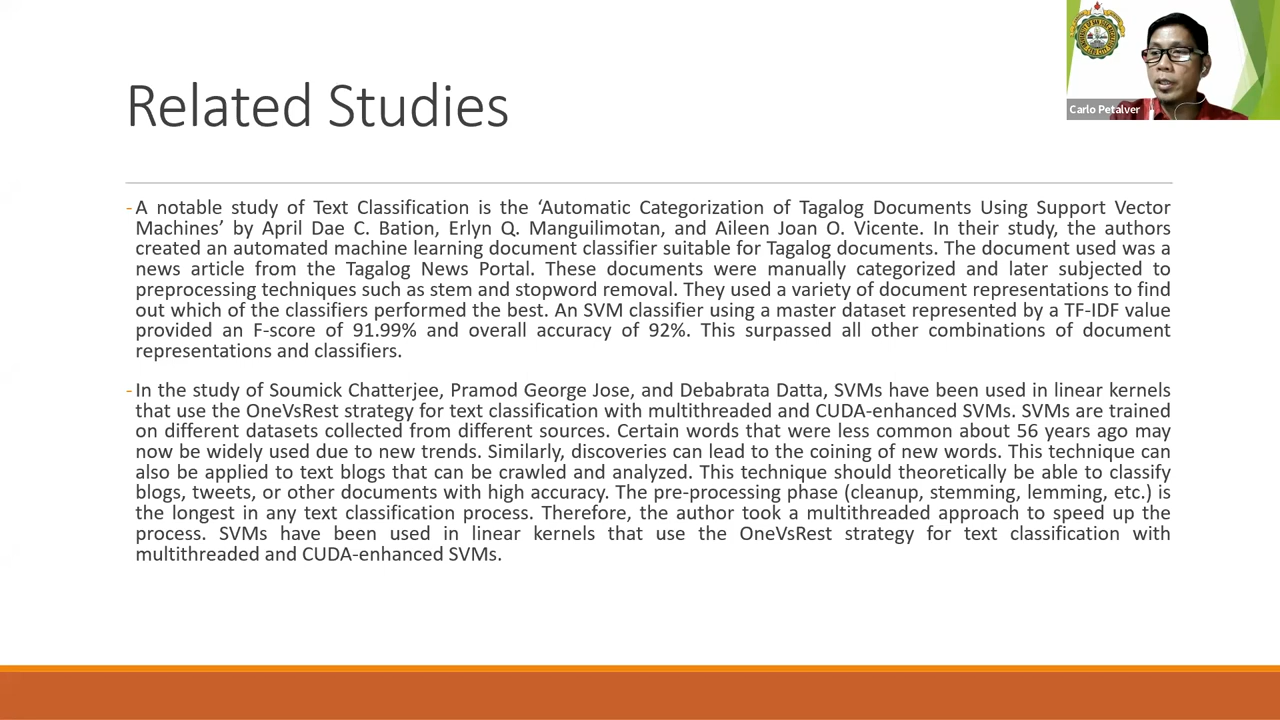 Related Studies
Carlo Petalver
- A notable study of Text Classification is the ‘Automatic Categorization of Tagalog Documents Using Support Vector
Machines’ by April Dae C. Bation, Erlyn Q. Manguilimotan, and Aileen Joan O. Vicente. In their study, the authors
created an automated machine learning document classifier suitable for Tagalog documents. The document used was a
news article from the Tagalog News Portal. These documents were manually categorized and later subjected to
preprocessing techniques such as stem and stopword removal. They used a variety of document representations to find
out which of the classifiers performed the best. An SVM classifier using a master dataset represented by a TF-IDF value
provided an F-score of 91.99% and overall accuracy of 92%. This surpassed all other combinations of document
representations and classifiers.
- In the study of Soumick Chatterjee, Pramod George Jose, and Debabrata Datta, SVMs have been used in linear kernels
that use the OneVsRest strategy for text classification with multithreaded and CUDA-enhanced SVMs. SVMs are trained
on different datasets collected from different sources. Certain words that were less common about 56 years ago may
now be widely used due to new trends. Similarly, discoveries can lead to the coining of new words. This technique can
also be applied to text blogs that can be crawled and analyzed. This technique should theoretically be able to classify
blogs, tweets, or other documents with high accuracy. The pre-processing phase (cleanup, stemming, lemming, etc.) is
the longest in any text classification process. Therefore, the author took a multithreaded approach to speed up the
process. SVMs have been used in linear kernels that use the OneVsRest strategy for text classification with
multithreaded and CUDA-enhanced SVMs.